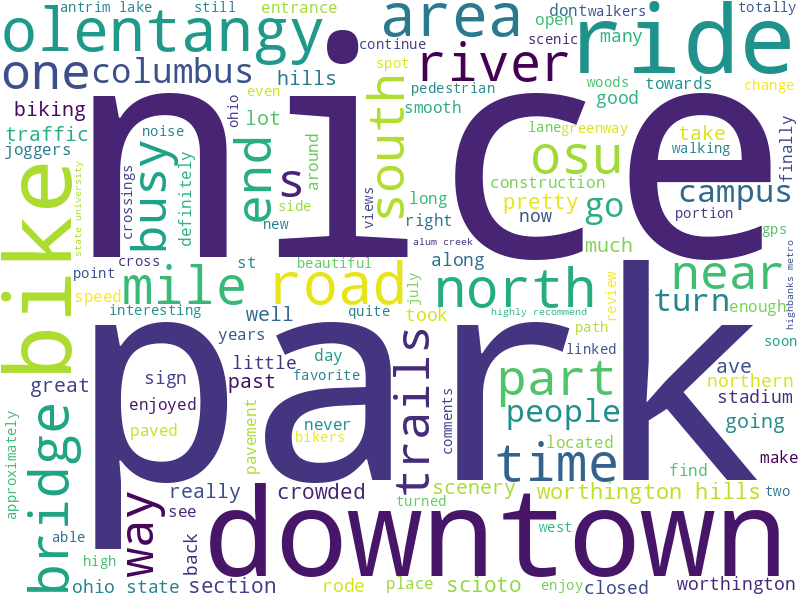 antrim lake still entrance
olentangy area dont walkers totally
open
continue scenic many
one columbus river ride
spot
hills pedestrian woods towards
even smooth good change
biking lot
ohio
nice
traffic noise lane greenway take
joggers
crossings
busy
definitely
end
s
around
south
views
osu
walking
finally
state university
bike
side construction long pretty go campus
new right now portion
cross alum creek much gps
point st beautiful along near
speed mile road north turn
july
review
enough
highbanks metro
interesting well quite took highly recommend
path soon
years
park
day little trails linked
great sign past favorite part ave northern
enjoyed people stadium
bridge paved
pavement
never
bikers
comments
time going
located make
approximately
way
really crowded scenery find
see turned worthington hills two
able back
downtown
west
high
ohio state section rode place scioto enjoy closed worthington